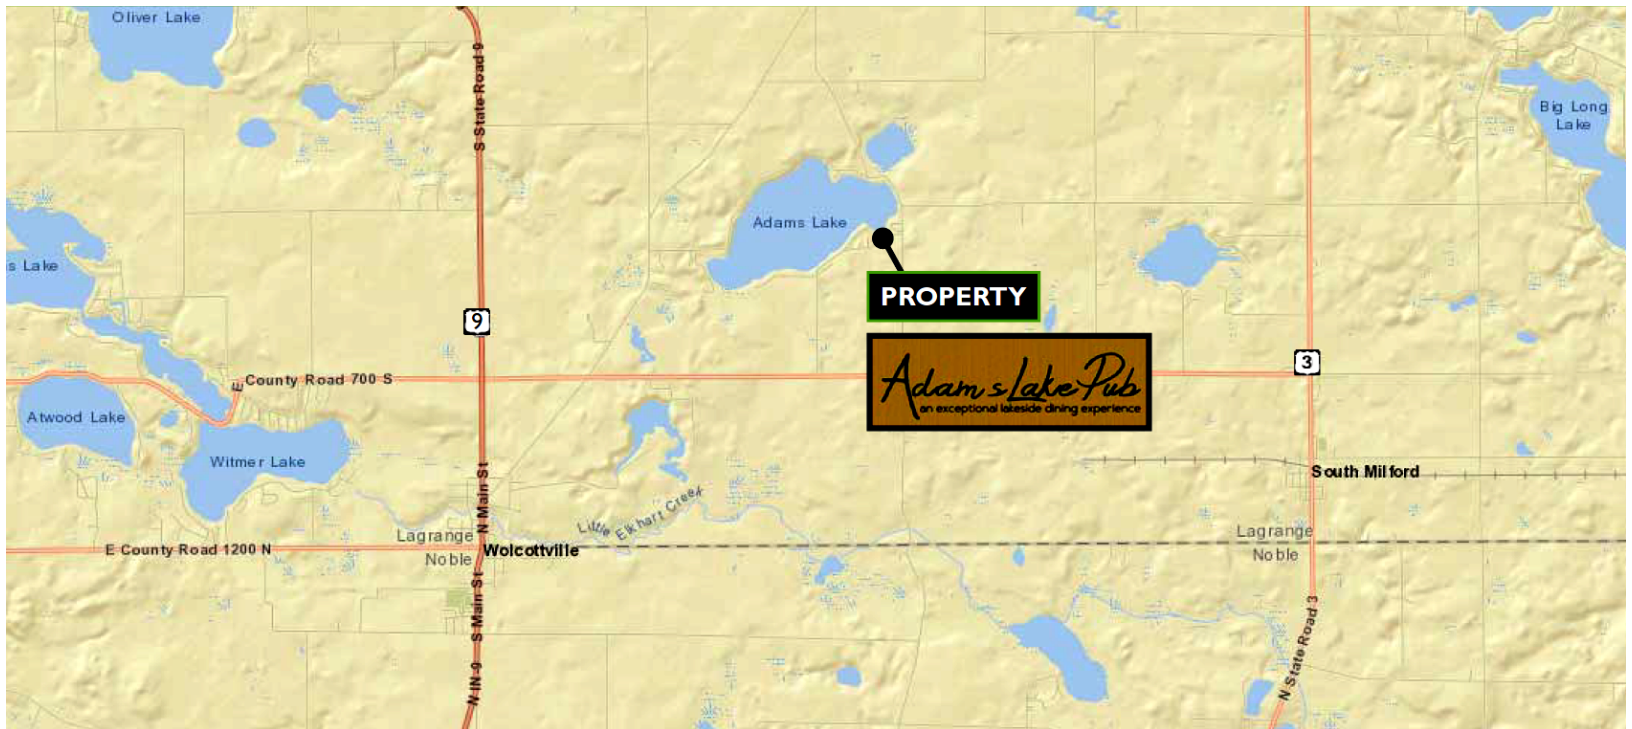 Oliver Lake
S State Road 9
Big Long
Lake
Adams Lake
s Lake
PROPERTY
9
3
E County Road 700 S
Adams Lake Pub
an exceptional lakeside dining experience
Atwood Lake
Witmer Lake
South Milford
N Main St
Little Elkhart Creek
Lagrange
Noble
Lagrange
Noble
E County Road 1200 N
Wolcottville
S Main St
N State Road 3
N IN-9